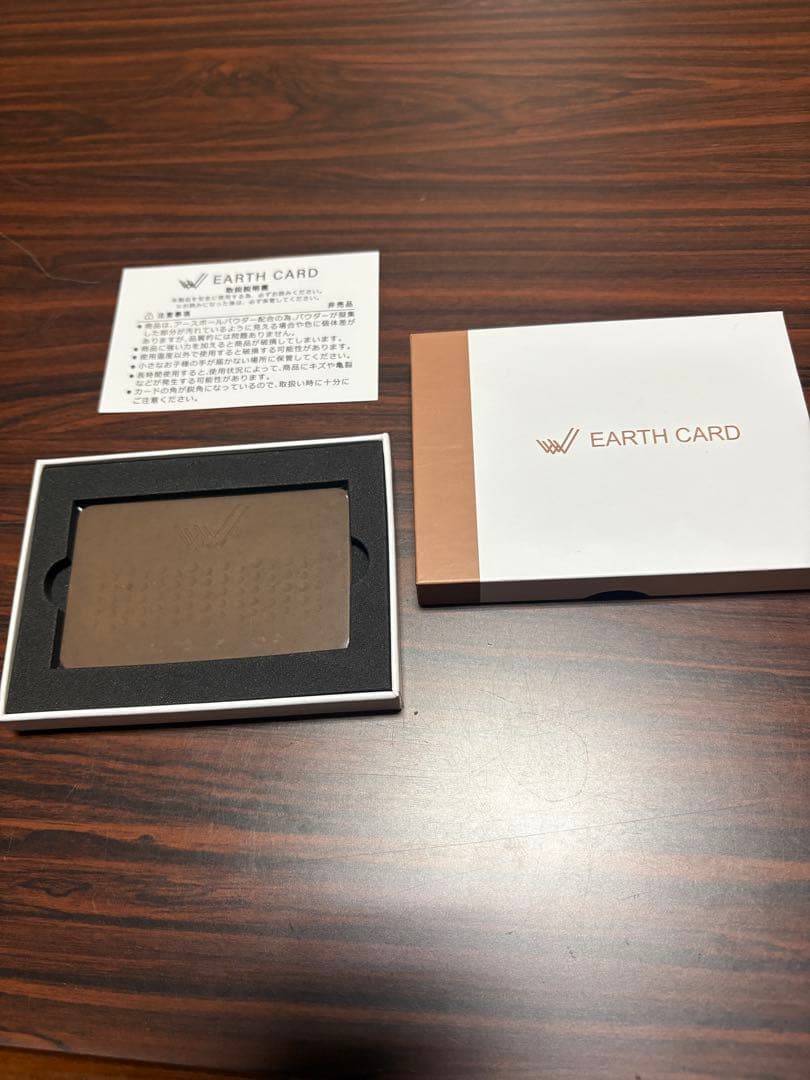 EARTH CARD
取扱説明書
本製品を安全に使用する為、必ずお読みください。
※お読みになった後は、必ず保管してください。
非売品
⚠ 注意事項
●商品は、アースボールパウダー配合の為、パウダーが凝集
した部分が汚れているように見える場合や色に個体差が
ありますが、品質的には問題ありません。
●商品に強い力を加えると商品が破損してしまいます。
●使用温度以外で使用すると破損する可能性があります。
●小さなお子様の手が届かない場所に保管してください。
●長時間使用すると、使用状況によって、商品にキズや亀裂
などが発生する可能性があります。
●カードの角が鋭角になっているので、取扱い時に十分に
ご注意ください。
EARTH CARD